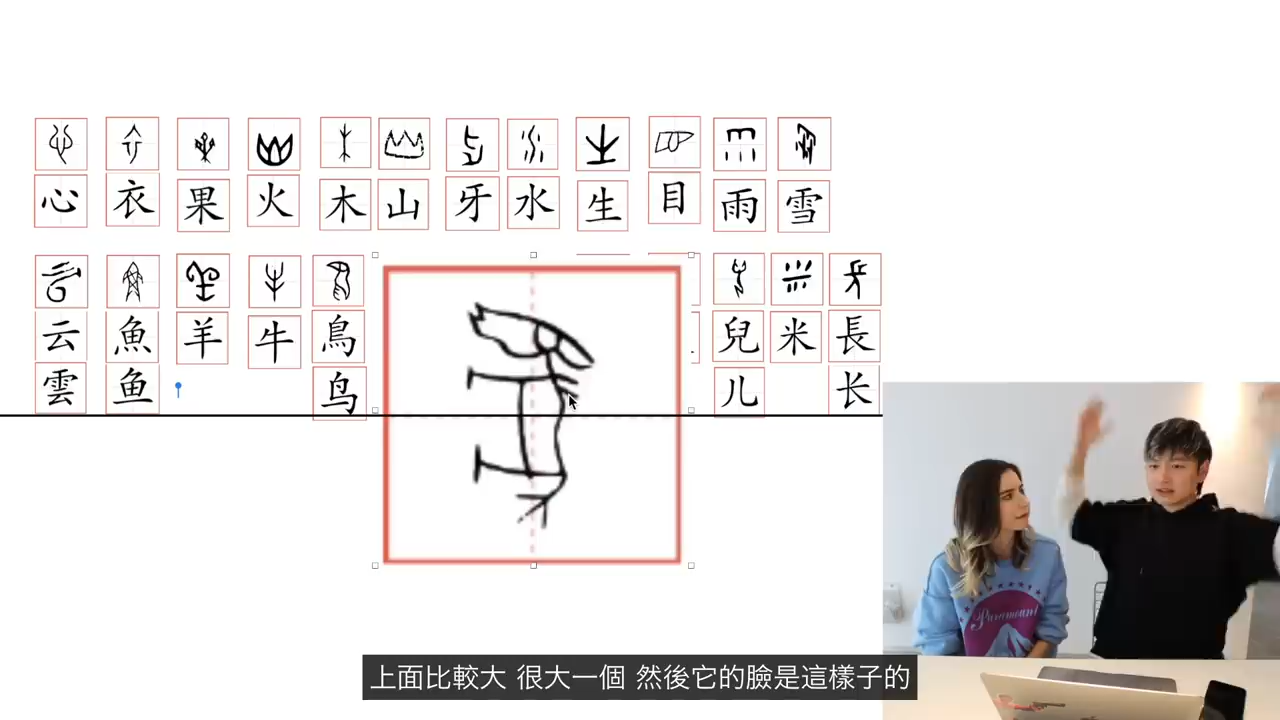 心 衣 果 火 木 山 牙 水 生 目 雨 雪
云 魚 羊 牛 鳥 兒 米 長
雲 鱼 鸟 儿 长
Paramount
上面比較大 很大一個 然後它的臉是這樣子的